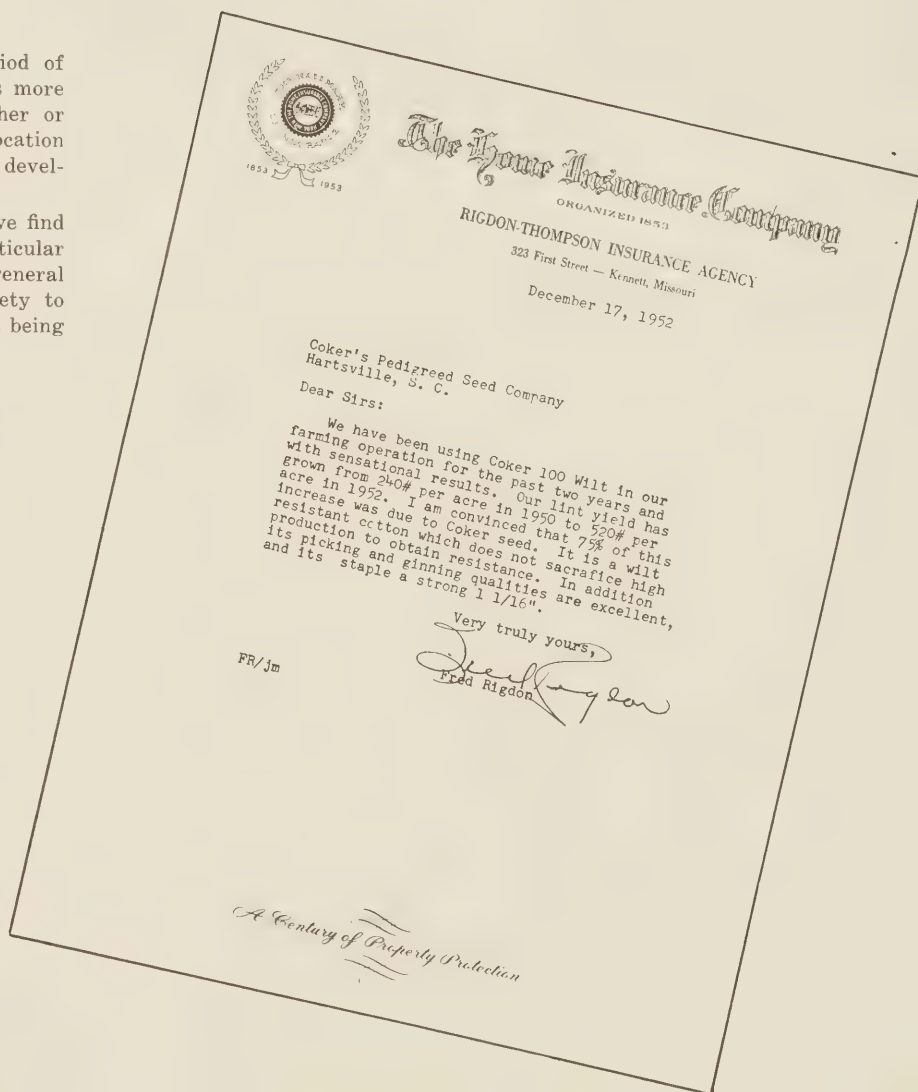 iod of
s more
her or
ocation
devel-
ve find
ticular
eneral
ety to
being
1853 1953
The Home Insurance Company
ORGANIZED 1853
RIGDON-THOMPSON INSURANCE AGENCY
323 First Street — Kennett, Missouri
December 17, 1952
Coker's Pedigreed Seed Company
Hartsville, S. C.
Dear Sirs:
We have been using Coker 100 Wilt in our
farming operation for the past two years and
with sensational results. Our lint yield has
grown from 240# per acre in 1950 to 520# per
acre in 1952. I am convinced that 75% of this
increase was due to Coker seed. It is a wilt
resistant cotton which does not sacrafice high
production to obtain resistance. In addition
its picking and ginning qualities are excellent,
and its staple a strong 1 1/16".
Very truly yours,
Fred Rigdon
Fred Rigdon
FR/jm
A Century of Property Protection